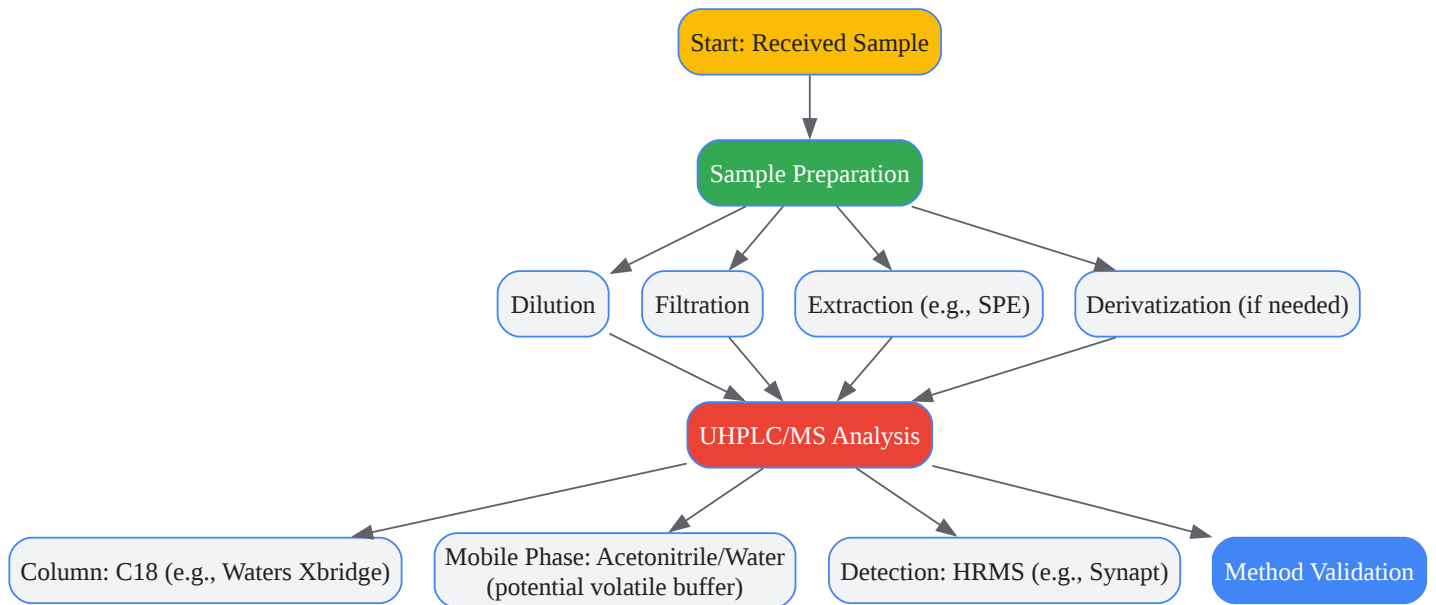 Start: Received Sample
Sample Preparation
Dilution
Filtration
Extraction (e.g., SPE)
Derivatization (if needed)
UHPLC/MS Analysis
Column: C18 (e.g., Waters Xbridge)
Mobile Phase: Acetonitrile/Water
(potential volatile buffer)
Detection: HRMS (e.g., Synapt)
Method Validation